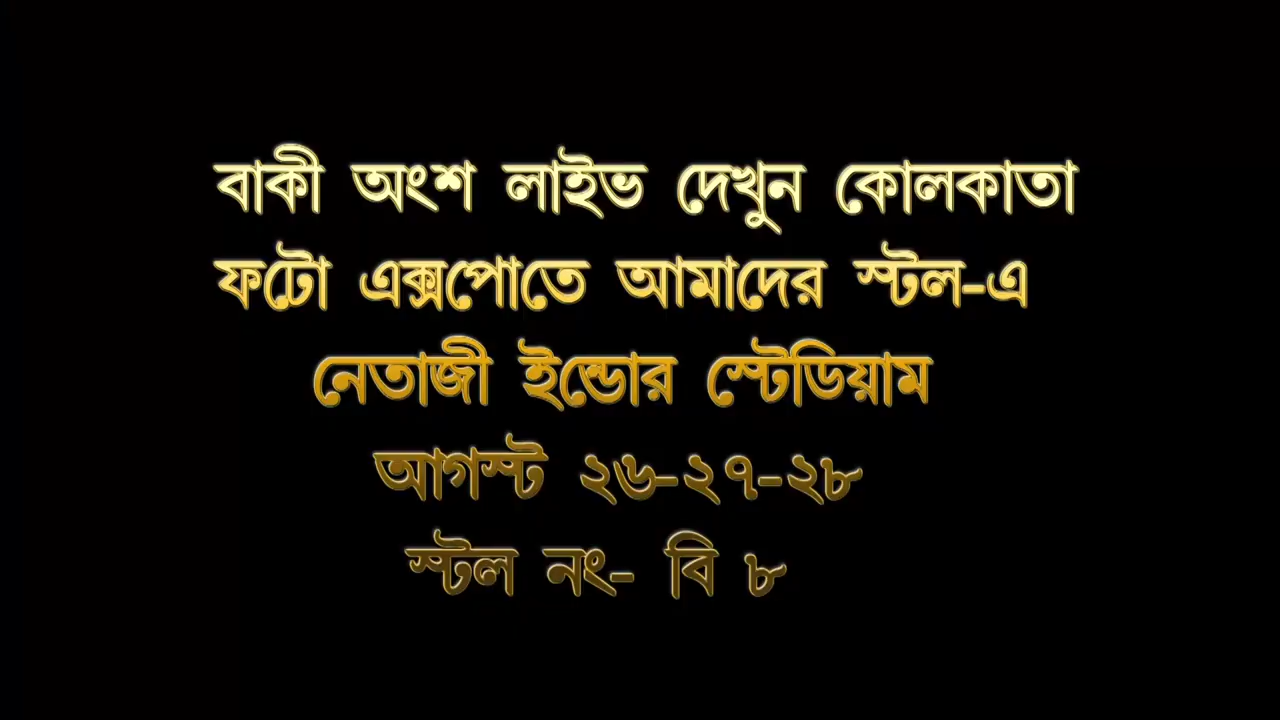 বাকী অংশ লাইভ দেখুন কোলকাতা
ফটো এক্সপোতে আমাদের স্টল-এ
নেতাজী ইন্ডোর স্টেডিয়াম
আগস্ট ২৬-২৭-২৮
স্টল নং- বি ৮